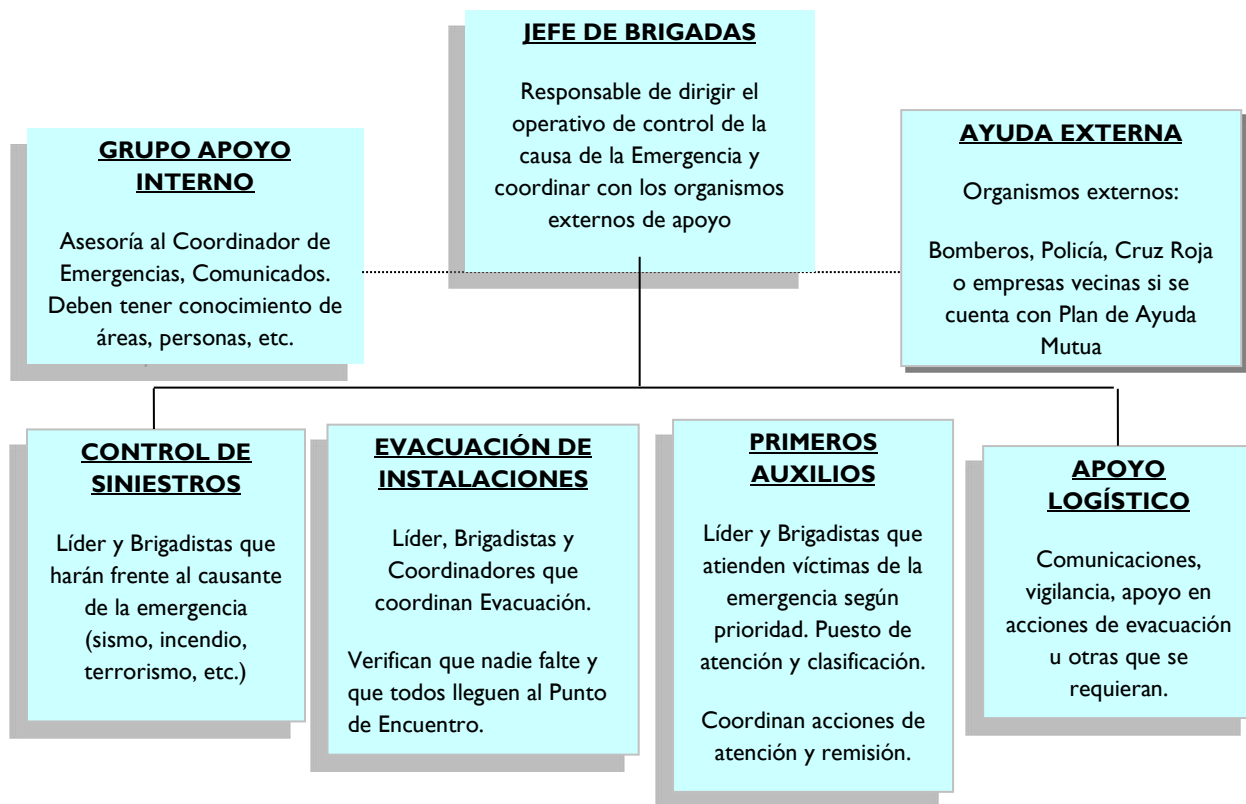 JEFE DE BRIGADAS
Responsable de dirigir el
operativo de control de la
causa de la Emergencia y
coordinar con los organismos
externos de apoyo
GRUPO APOYO
INTERNO
Asesoría al Coordinador de
Emergencias, Comunicados.
Deben tener conocimiento de
áreas, personas, etc.
AYUDA EXTERNA
Organismos externos:
Bomberos, Policía, Cruz Roja
o empresas vecinas si se
cuenta con Plan de Ayuda
Mutua
CONTROL DE
SINIESTROS
Líder y Brigadistas que
harán frente al causante
de la emergencia
(sismo, incendio,
terrorismo, etc.)
EVACUACIÓN DE
INSTALACIONES
Líder, Brigadistas y
Coordinadores que
coordinan Evacuación.
Verifican que nadie falte y
que todos lleguen al Punto
de Encuentro.
PRIMEROS
AUXILIOS
Líder y Brigadistas que
atienden víctimas de la
emergencia según
prioridad. Puesto de
atención y clasificación.
Coordinan acciones de
atención y remisión.
APOYO
LOGÍSTICO
Comunicaciones,
vigilancia, apoyo en
acciones de evacuación
u otras que se
requieran.